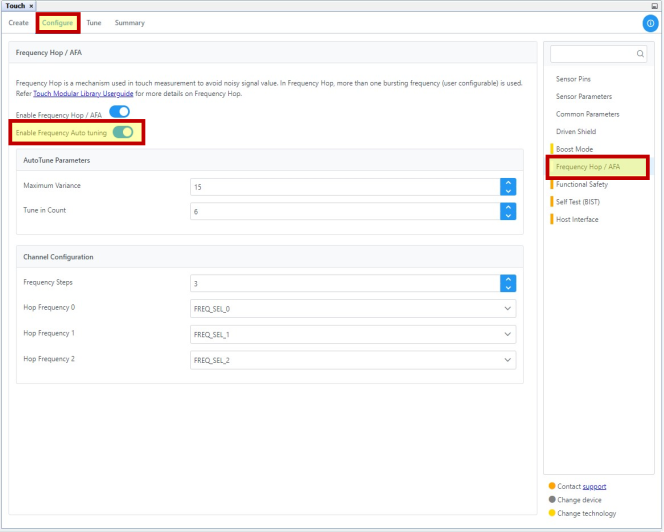 Touch ×
Create Configure Tune Summary
Frequency Hop / AFA
Frequency Hop is a mechanism used in touch measurement to avoid noisy signal value. In Frequency Hop, more than one bursting frequency (user configurable) is used.
Refer Touch Modular Library Userguide for more details on Frequency Hop.
Enable Frequency Hop / AFA
Enable Frequency Auto tuning
AutoTune Parameters
Maximum Variance 15
Tune in Count 6
Channel Configuration
Frequency Steps 3
Hop Frequency 0 FREQ_SEL_0
Hop Frequency 1 FREQ_SEL_1
Hop Frequency 2 FREQ_SEL_2
Sensor Pins
Sensor Parameters
Common Parameters
Driven Shield
Boost Mode
Frequency Hop / AFA
Functional Safety
Self Test (BIST)
Host Interface
Contact support
Change device
Change technology